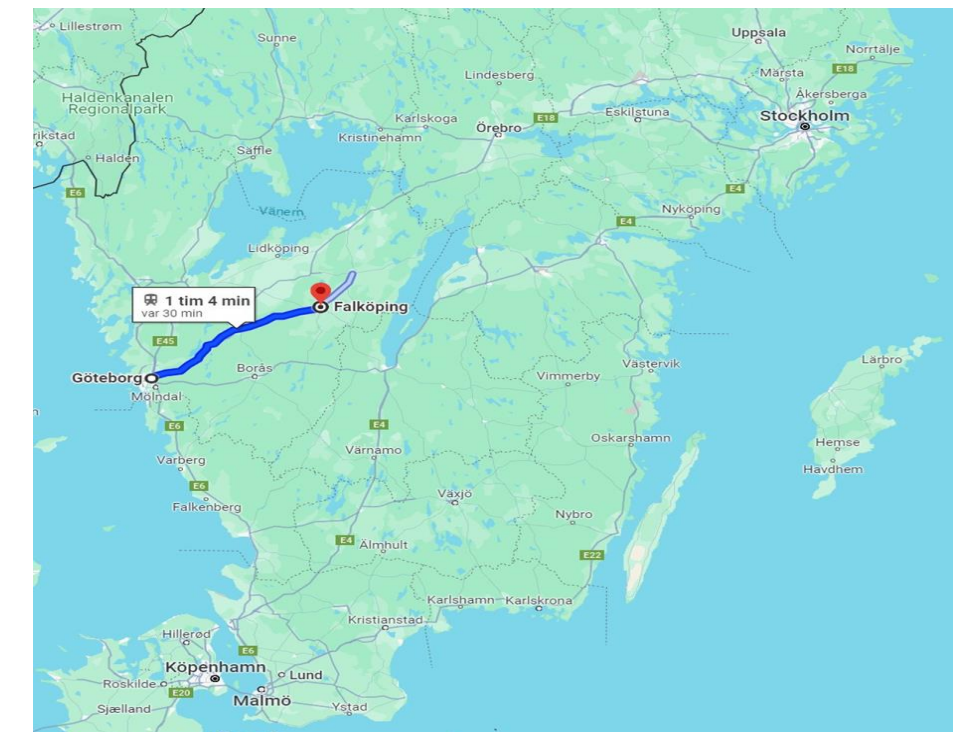 Lillestrøm
Sunne
Uppsala
Norrtälje
E18
Märsta
Lindesberg
Haldenkanalen
Regionalpark
Åkersberga
Eskilstuna
Karlskoga
E18
Örebro
Stockholm
rikstad
Kristinehamn
Halden
Säffle
E6
E4
Vänern
Nyköping
E4
Lidköping
1 tim 4 min
var 30 min
Falköping
E45
Göteborg
Borås
Mölndal
Vimmerby
Västervik
Lärbro
E6
E4
Oskarshamn
Hemse
Varberg
Värnamo
Havdhem
E6
Växjö
Falkenberg
Nybro
E4
Älmhult
E22
Karlshamn
Karlskrona
Kristianstad
Hillerød
E6
Köpenhamn
Lund
Roskilde
E20
Malmö
Sjælland
Ystad